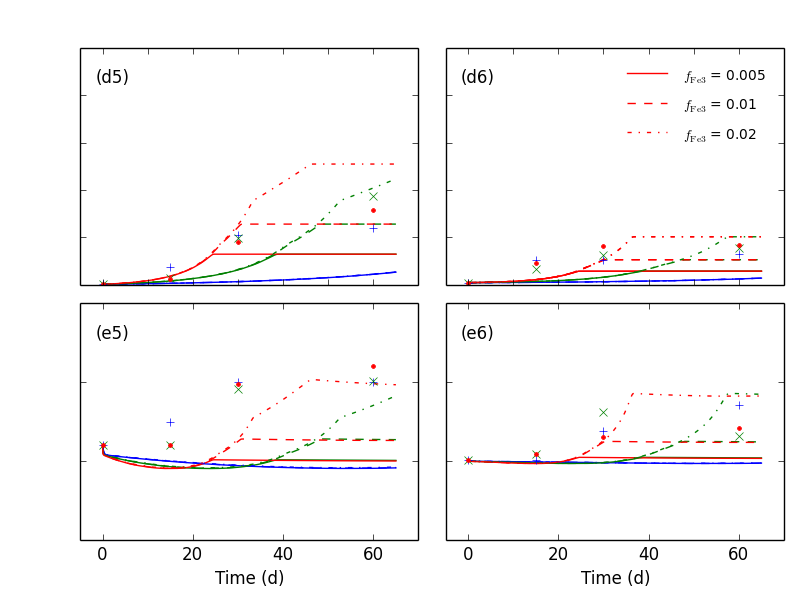 (d5)
(d6)
f_Fe3 = 0.005
f_Fe3 = 0.01
f_Fe3 = 0.02
(e5)
(e6)
0 20 40 60
0 20 40 60
Time (d)
Time (d)